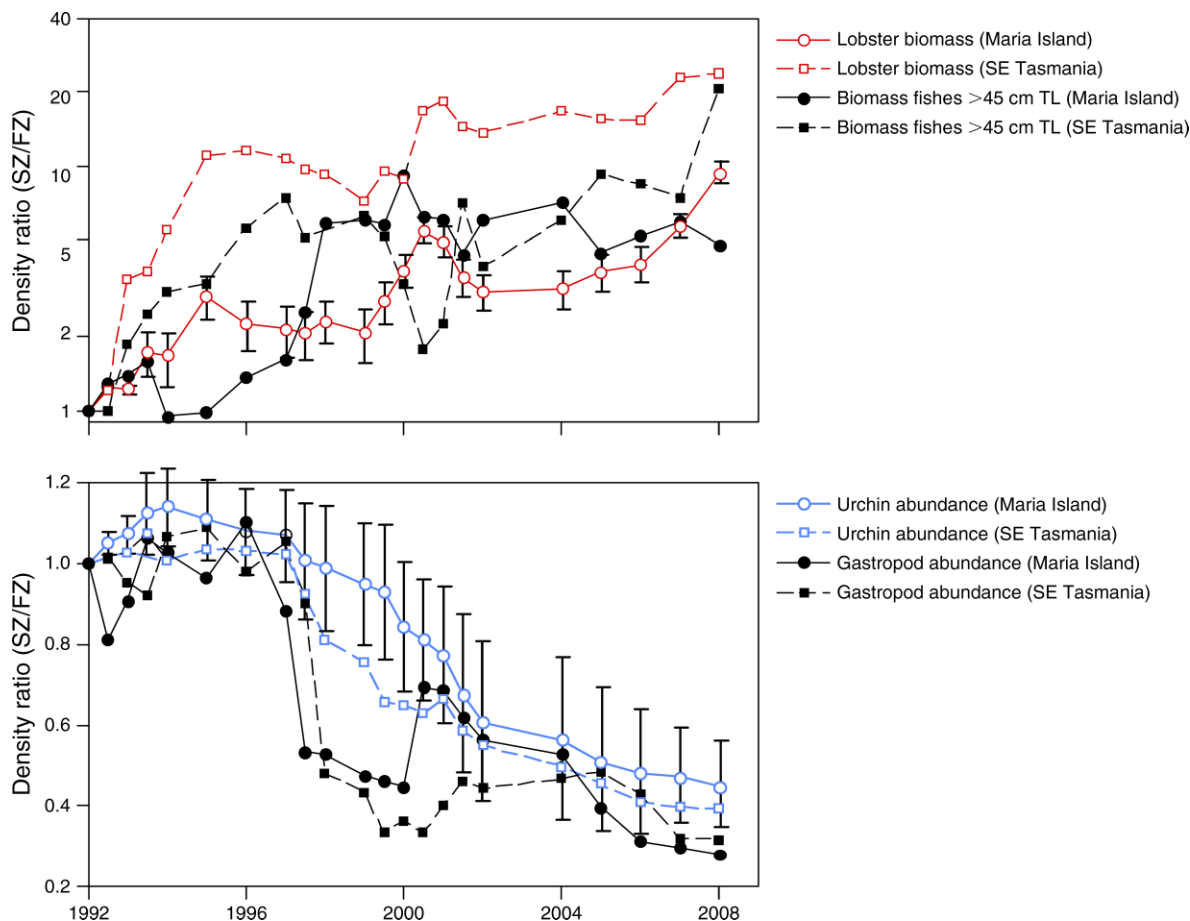 40
20
10
5
2
1
Density ratio (SZ/FZ)
Lobster biomass (Maria Island)
Lobster biomass (SE Tasmania)
Biomass fishes >45 cm TL (Maria Island)
Biomass fishes >45 cm TL (SE Tasmania)
1.2
1.0
0.8
0.6
0.4
0.2
Density ratio (SZ/FZ)
Urchin abundance (Maria Island)
Urchin abundance (SE Tasmania)
Gastropod abundance (Maria Island)
Gastropod abundance (SE Tasmania)
1992 1996 2000 2004 2008